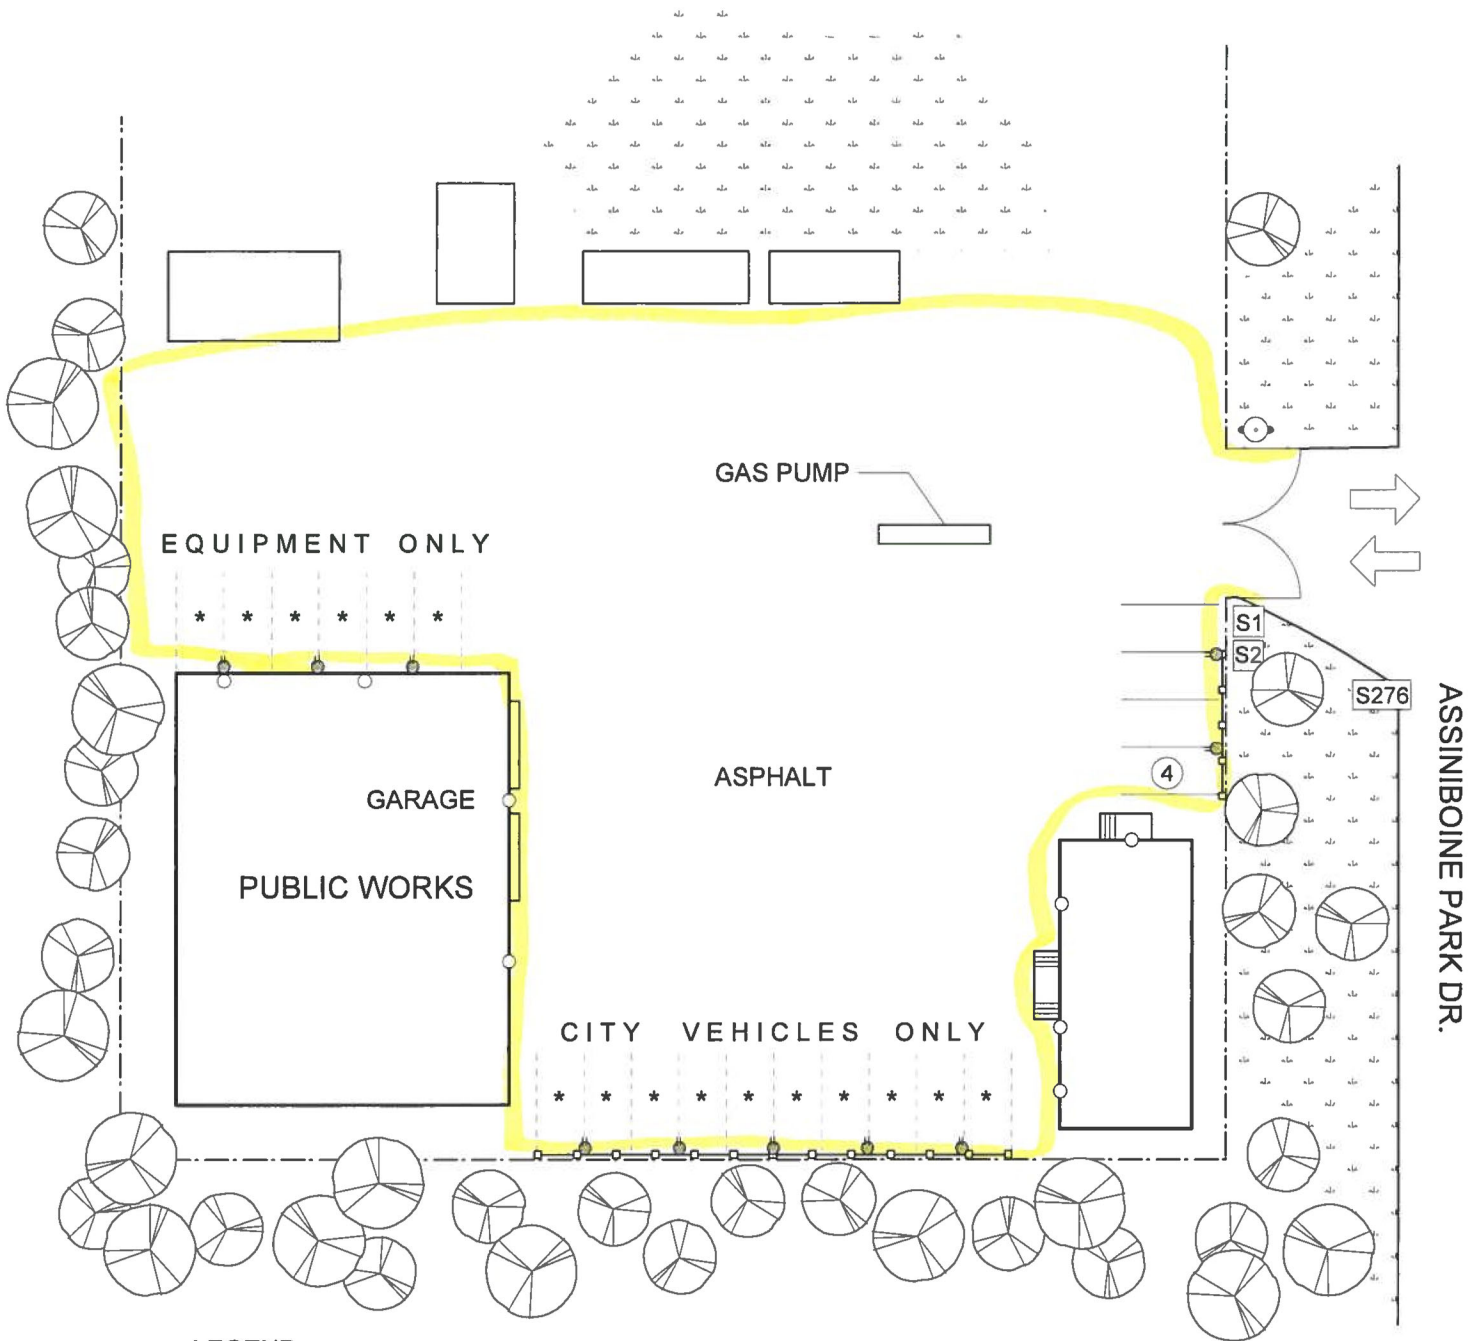 GAS PUMP
EQUIPMENT ONLY
* * * * * *
S1
S2
S276
ASSINIBOINE PARK DR.
4
ASPHALT
GARAGE
PUBLIC WORKS
CITY VEHICLES ONLY
* * * * * * * * * *